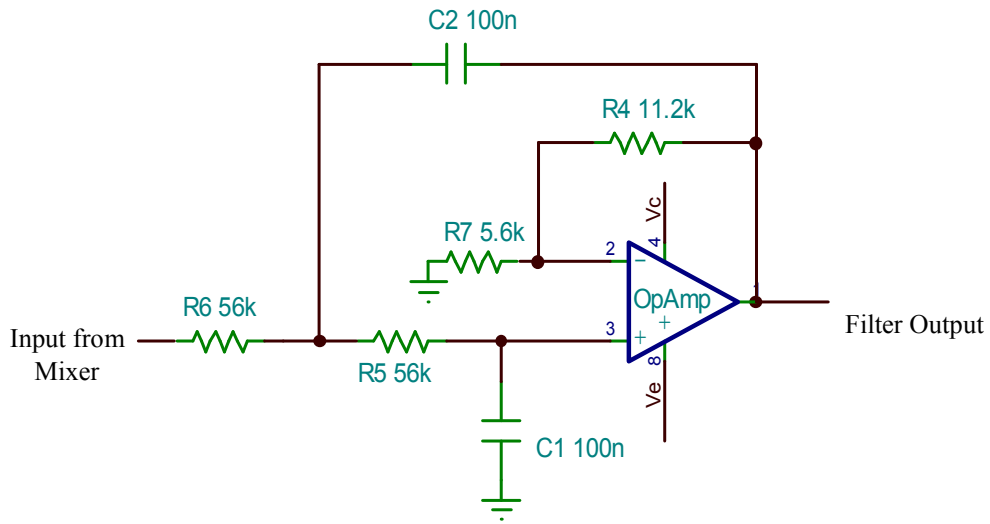 C2 100n
R4 11.2k
Vc
4
R7 5.6k
2
−
OpAmp
1
R6 56k
Input from
Mixer
R5 56k
3
+
+
8
Ve
Filter Output
C1 100n